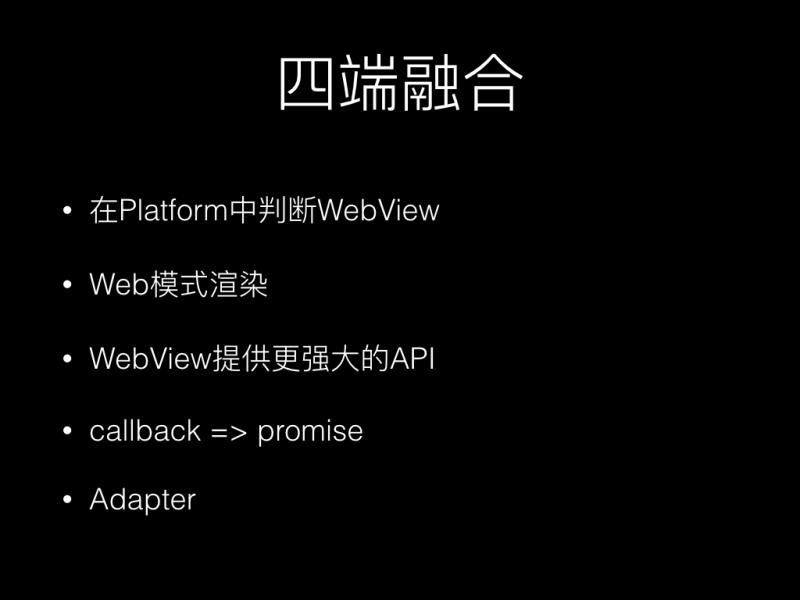 四端融合
• 在Platform中判断WebView
• Web模式渲染
• WebView提供更强大的API
• callback => promise
• Adapter